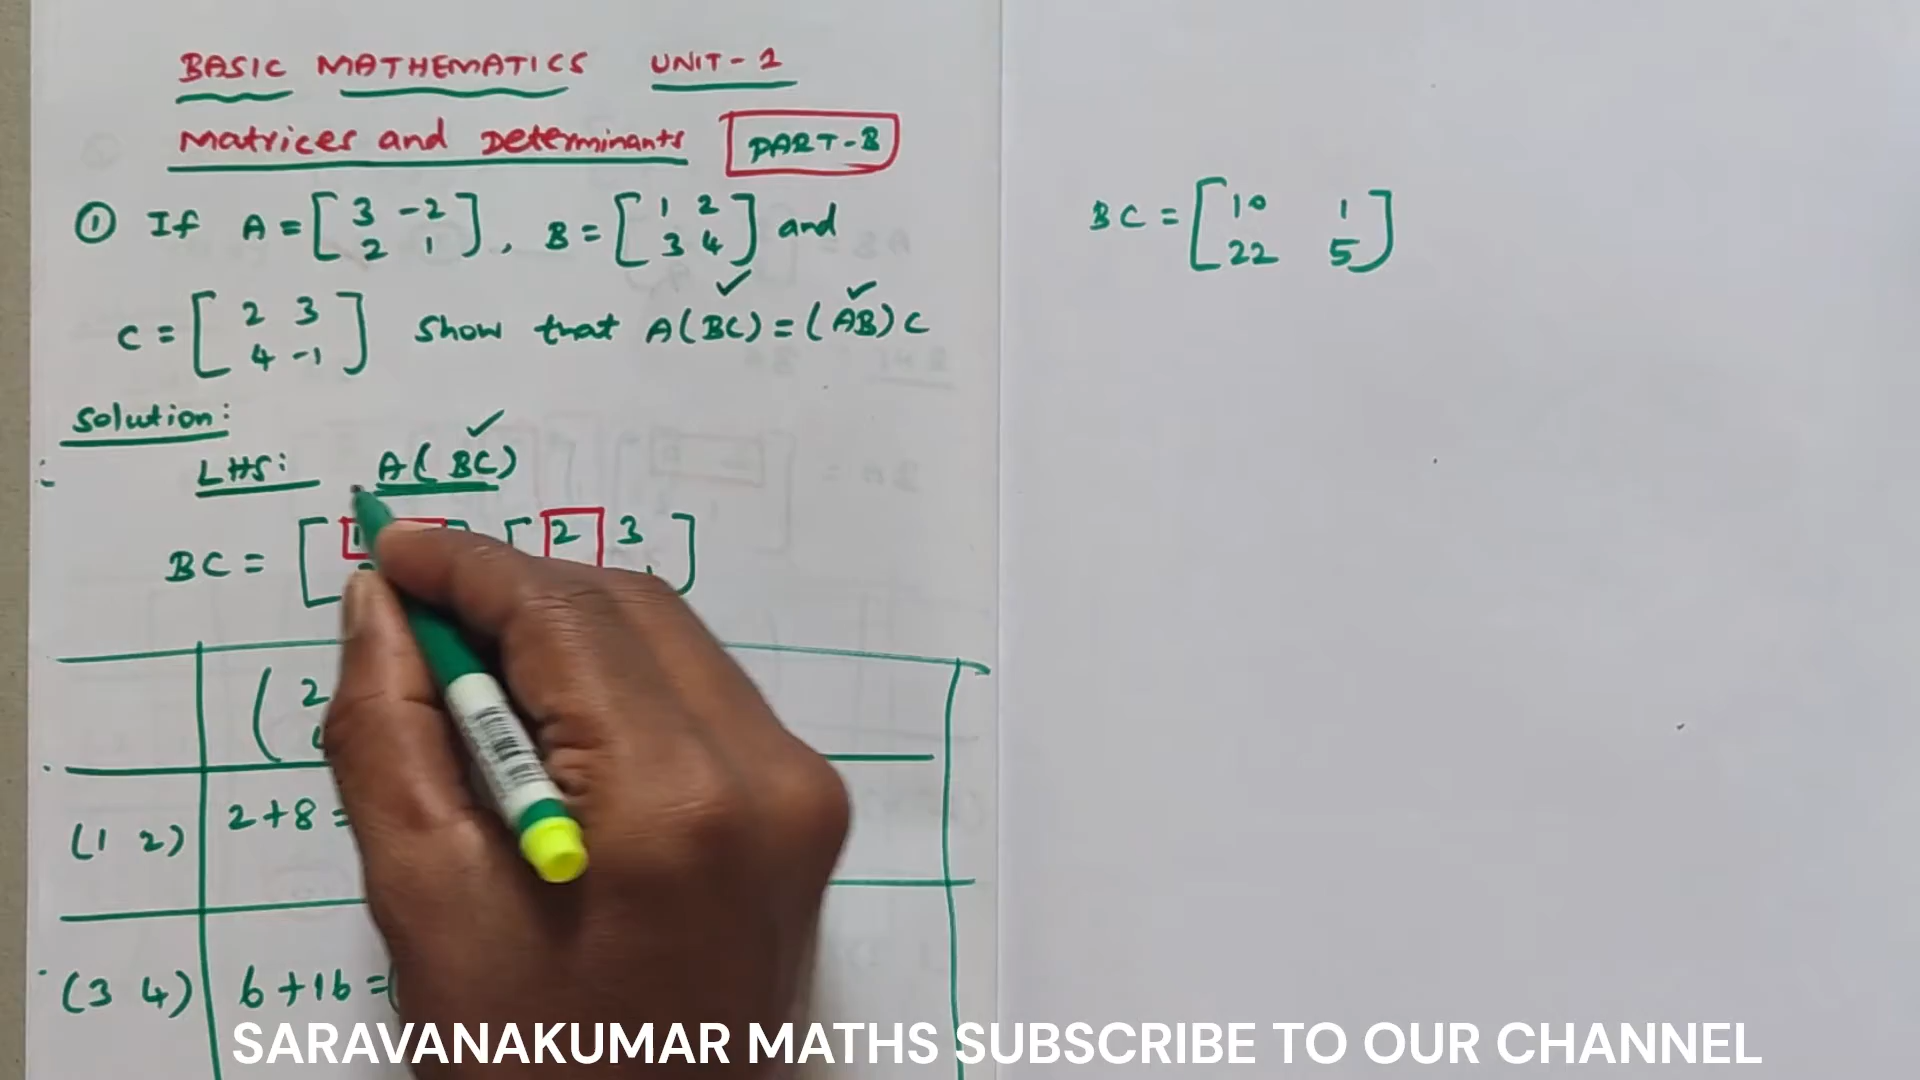 BASIC MATHEMATICS UNIT - 1
Matrices and Determinants PART-B
① If A = [ 3 -2 ], B = [ 1 2 ] and
2 1 3 4
C = [ 2 3 ] Show that A(BC) = (AB)C
4 -1
Solution:
LHS: A(BC)
BC = [ 1 [ 2 3 ]
( 2
(1 2) 2+8 =
(3 4) 6+16 =
BC = [ 10 1 ]
22 5
SARAVANAKUMAR MATHS SUBSCRIBE TO OUR CHANNEL